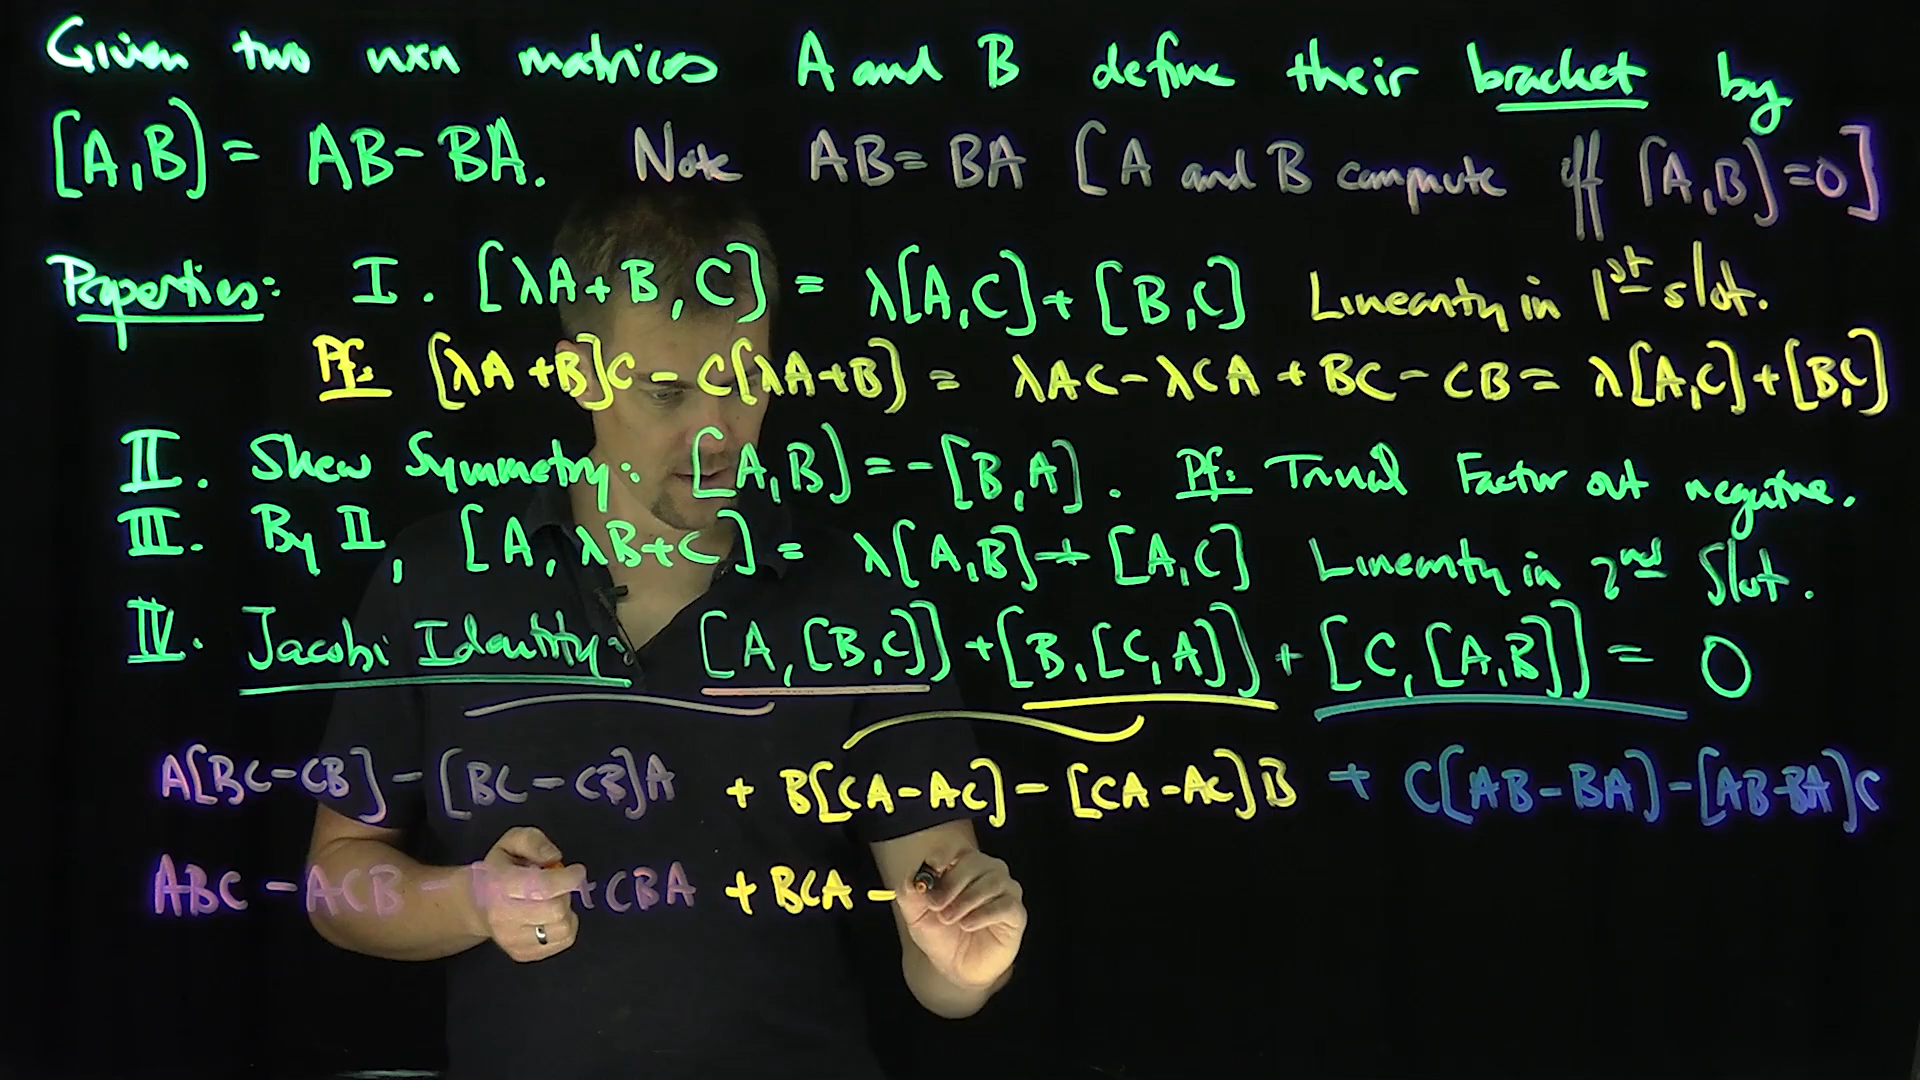 Given two nxn matrices A and B define their bracket by
[A,B] = AB-BA. Note AB=BA [A and B compute iff [A,B]=0]
Properties: I. [λA+B,C] = λ[A,C]+[B,C] Linearity in 1st slot.
Pf: [λA+B]C - C[λA+B] = λAC-λCA+BC-CB = λ[A,C]+[B,C]
II. Skew Symmetry: [A,B]=-[B,A]. Pf: Trivial Factor out negative.
III. By II, [A,λB+C] = λ[A,B]+[A,C] Linearity in 2nd Slot.
IV. Jacobi Identity: [A,[B,C]]+[B,[C,A]]+[C,[A,B]] = 0
A[BC-CB]-[BC-CB]A + B[CA-AC]-[CA-AC]B + C[AB-BA]-[AB-BA]C
ABC -ACB - +CBA + BCA -